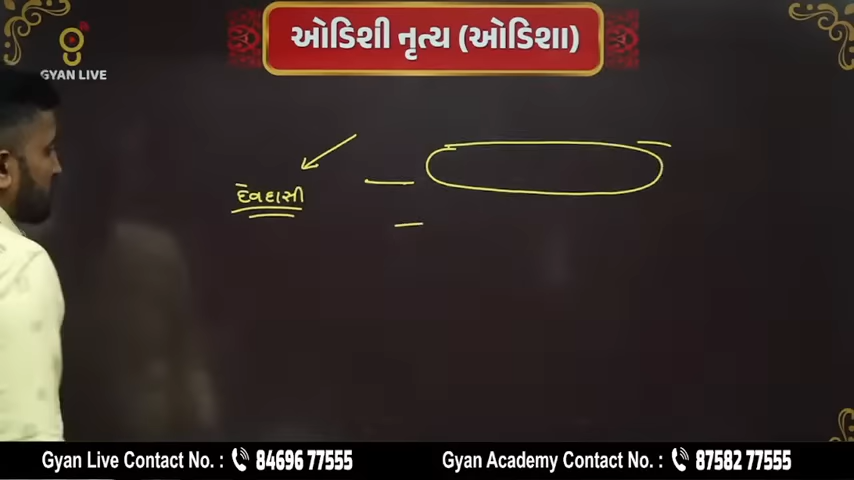 ઓડિશી નૃત્ય (ઓડિશા)
GYAN LIVE
દેવદાસી
Gyan Live Contact No. : 84696 77555 Gyan Academy Contact No. : 87582 77555